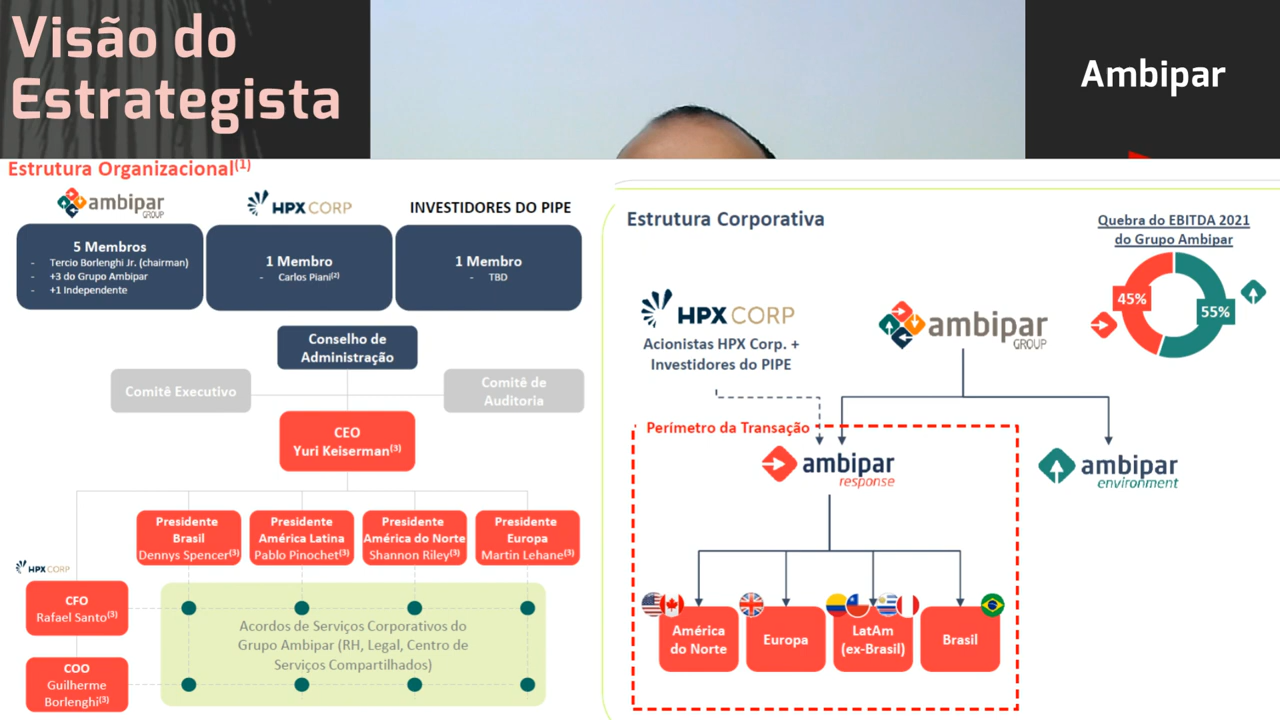 Visão do
Estrategista
Ambipar
Estrutura Organizacional(1)
ambipar
GROUP
HPX CORP
INVESTIDORES DO PIPE
5 Membros
- Tercio Borlenghi Jr. (chairman)
- +3 do Grupo Ambipar
- +1 Independente
1 Membro
- Carlos Piani(2)
1 Membro
- TBD
Conselho de
Administração
Comitê Executivo
Comitê de
Auditoria
CEO
Yuri Keiserman(3)
Presidente
Brasil
Dennys Spencer(3)
Presidente
América Latina
Pablo Pinochet(3)
Presidente
América do Norte
Shannon Riley(3)
Presidente
Europa
Martin Lehane(3)
HPX CORP
CFO
Rafael Santo(3)
COO
Guilherme
Borlenghi(3)
Acordos de Serviços Corporativos do
Grupo Ambipar (RH, Legal, Centro de
Serviços Compartilhados)
Estrutura Corporativa
Quebra do EBITDA 2021
do Grupo Ambipar
45%
55%
HPX CORP
Acionistas HPX Corp. +
Investidores do PIPE
ambipar
GROUP
Perímetro da Transação
ambipar
response
ambipar
environment
América
do Norte
Europa
LatAm
(ex-Brasil)
Brasil